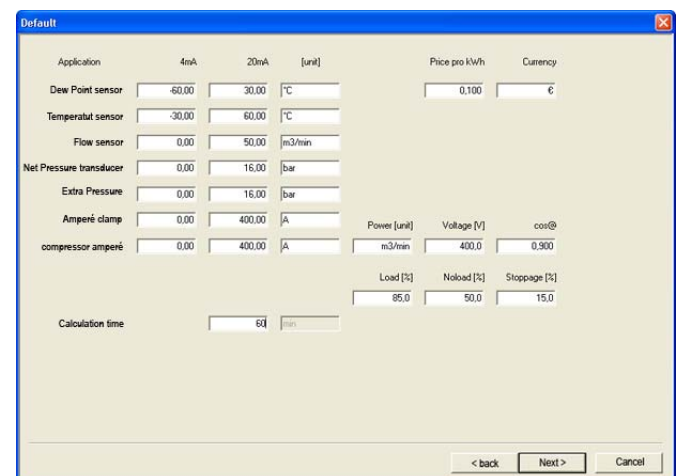 Default
Application 4mA 20mA [unit] Price pro kWh Currency
Dew Point sensor -60,00 30,00 °C 0,100 €
Temperatut sensor -30,00 60,00 °C
Flow sensor 0,00 50,00 m3/min
Net Pressure transducer 0,00 16,00 bar
Extra Pressure 0,00 16,00 bar
Amperé clamp 0,00 400,00 A Power [unit] Voltage [V] cos@
compressor amperé 0,00 400,00 A m3/min 400,0 0,900
Load [%] Noload [%] Stoppage [%]
85,0 50,0 15,0
Calculation time 60 min
< back Next > Cancel